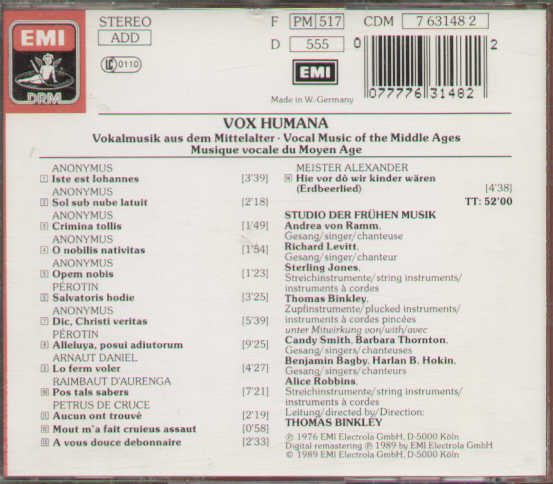 EMI
DRM
STEREO
ADD
0110
F PM 517 CDM 7 63148 2
D 555
EMI
Made in W.-Germany
0 77776 31482 2
VOX HUMANA
Vokalmusik aus dem Mittelalter · Vocal Music of the Middle Ages
Musique vocale du Moyen Age
ANONYMUS
1 Iste est Iohannes [3'39]
ANONYMUS
2 Sol sub nube latuit [2'18]
ANONYMUS
3 Crimina tollis [1'49]
ANONYMUS
4 O nobilis nativitas [1'54]
ANONYMUS
5 Opem nobis [1'23]
PÉROTIN
6 Salvatoris hodie [3'25]
ANONYMUS
7 Dic, Christi veritas [5'39]
PÉROTIN
8 Alleluya, posui adiutorum [9'25]
ARNAUT DANIEL
9 Lo ferm voler [4'27]
RAIMBAUT D'AURENGA
10 Pos tals sabers [7'21]
PETRUS DE CRUCE
11 Aucun ont trouvé [2'19]
12 Mout m'a fait crueius assaut [0'58]
13 A vous douce debonnaire [2'33]
MEISTER ALEXANDER
14 Hie vor dô wir kinder wâren
(Erdbeerlied) [4'38]
TT: 52'00
STUDIO DER FRÜHEN MUSIK
Andrea von Ramm,
Gesang/singer/chanteuse
Richard Levitt,
Gesang/singer/chanteur
Sterling Jones,
Streichinstrumente/string instruments/
instruments à cordes
Thomas Binkley,
Zupfinstrumente/plucked instruments/
instruments à cordes pincées
unter Mitwirkung von/with/avec
Candy Smith, Barbara Thornton,
Gesang/singers/chanteuses
Benjamin Bagby, Harlan B. Hokin,
Gesang/singers/chanteurs
Alice Robbins,
Streichinstrumente/string instruments/
instruments à cordes
Leitung/directed by/Direction:
THOMAS BINKLEY
℗ 1976 EMI Electrola GmbH, D-5000 Köln
Digital remastering ℗ 1989 by EMI Electrola GmbH
© 1989 EMI Electrola GmbH, D-5000 Köln